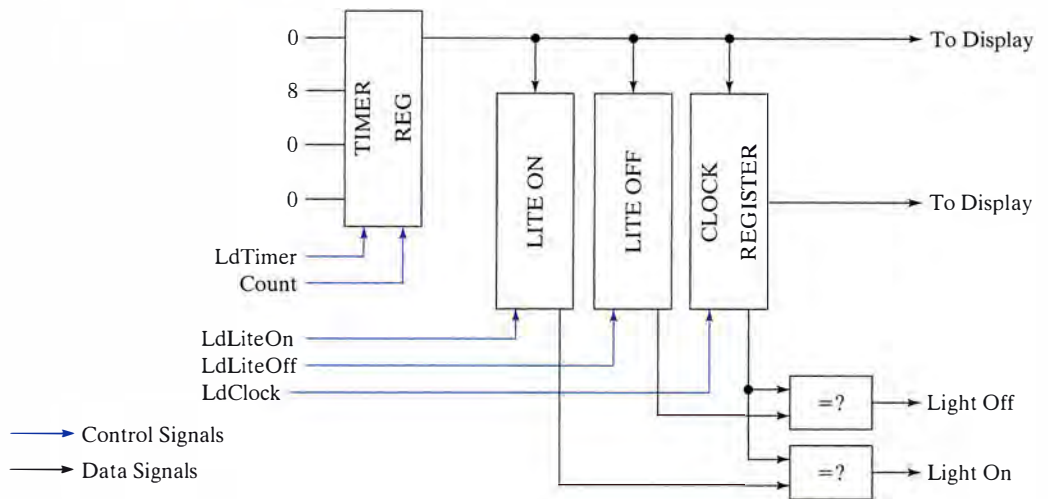 0
To Display
8
TIMER
REG
0
0
LITE ON
LITE OFF
CLOCK
REGISTER
To Display
LdTimer
Count
LdLiteOn
LdLiteOff
LdClock
=?
Light Off
Control Signals
Data Signals
=?
Light On